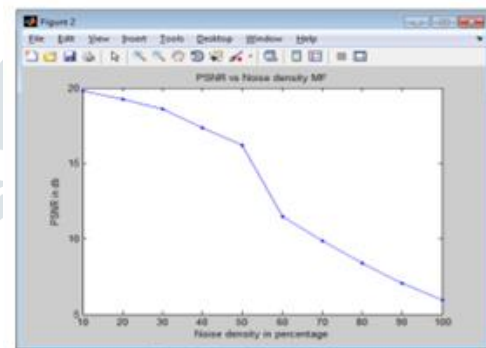 Figure 2
File Edit View Insert Tools Desktop Window Help
PSNR vs Noise density MF
20
15
10
5
PSNR in db
10 20 30 40 50 60 70 80 90 100
Noise density in percentage